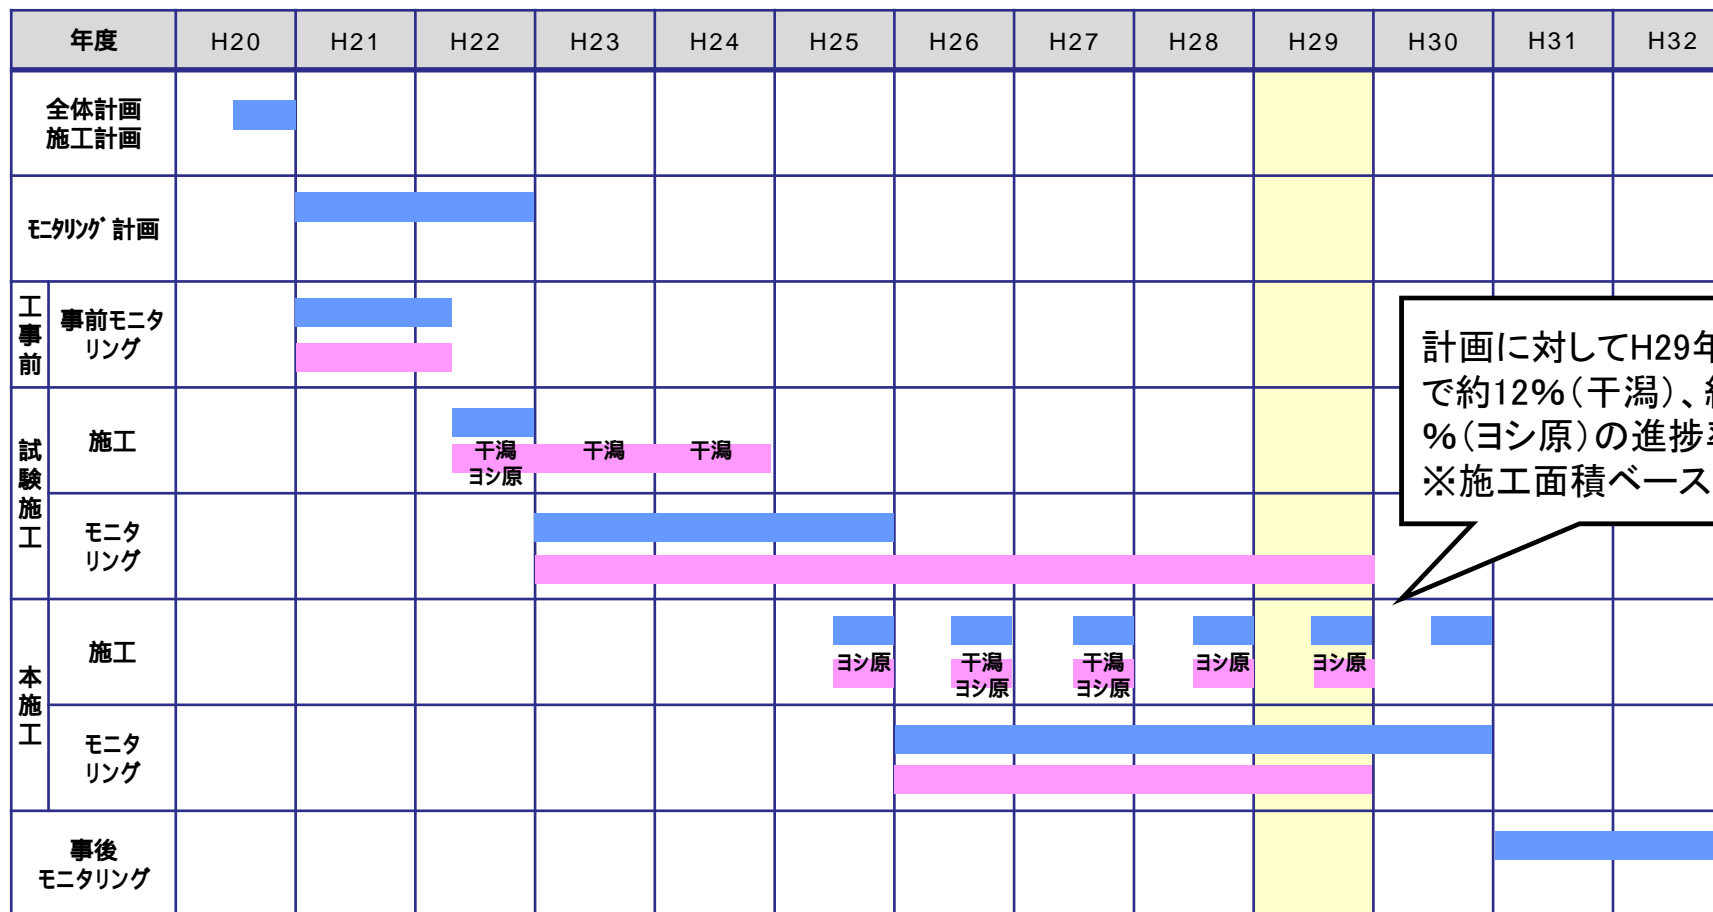 年度 H20 H21 H22 H23 H24 H25 H26 H27 H28 H29 H30 H31 H32
全体計画
施工計画
ﾓﾆﾀﾘﾝｸﾞ計画
工事前
事前モニタ
リング
計画に対してH29年
で約12%(干潟)、
%(ヨシ原)の進捗
※施工面積ベース
試験施工
施工
干潟 干潟 干潟
ヨシ原
モニタ
リング
本施工
施工
ヨシ原 干潟 干潟 ヨシ原 ヨシ原
ヨシ原 ヨシ原
モニタ
リング
事後
モニタリング